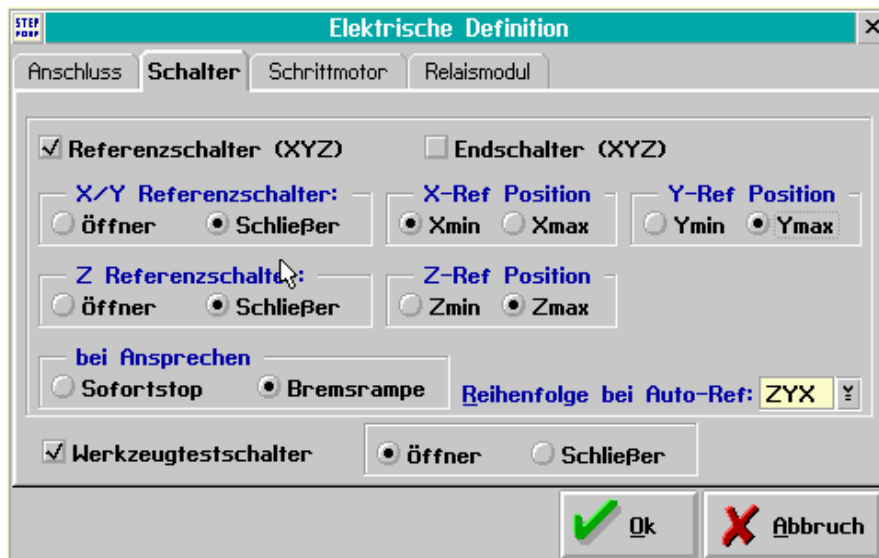 STEP FOUR Elektrische Definition
Anschluss Schalter Schrittmotor Relaismodul
Referenzschalter (XYZ) Endschalter (XYZ)
X/Y Referenzschalter: X-Ref Position Y-Ref Position
Öffner Schließer Xmin Xmax Ymin Ymax
Z Referenzschalter: Z-Ref Position
Öffner Schließer Zmin Zmax
bei Ansprechen
Sofortstop Bremsrampe Reihenfolge bei Auto-Ref: ZYX
Werkzeugtestschalter Öffner Schließer
Ok Abbruch